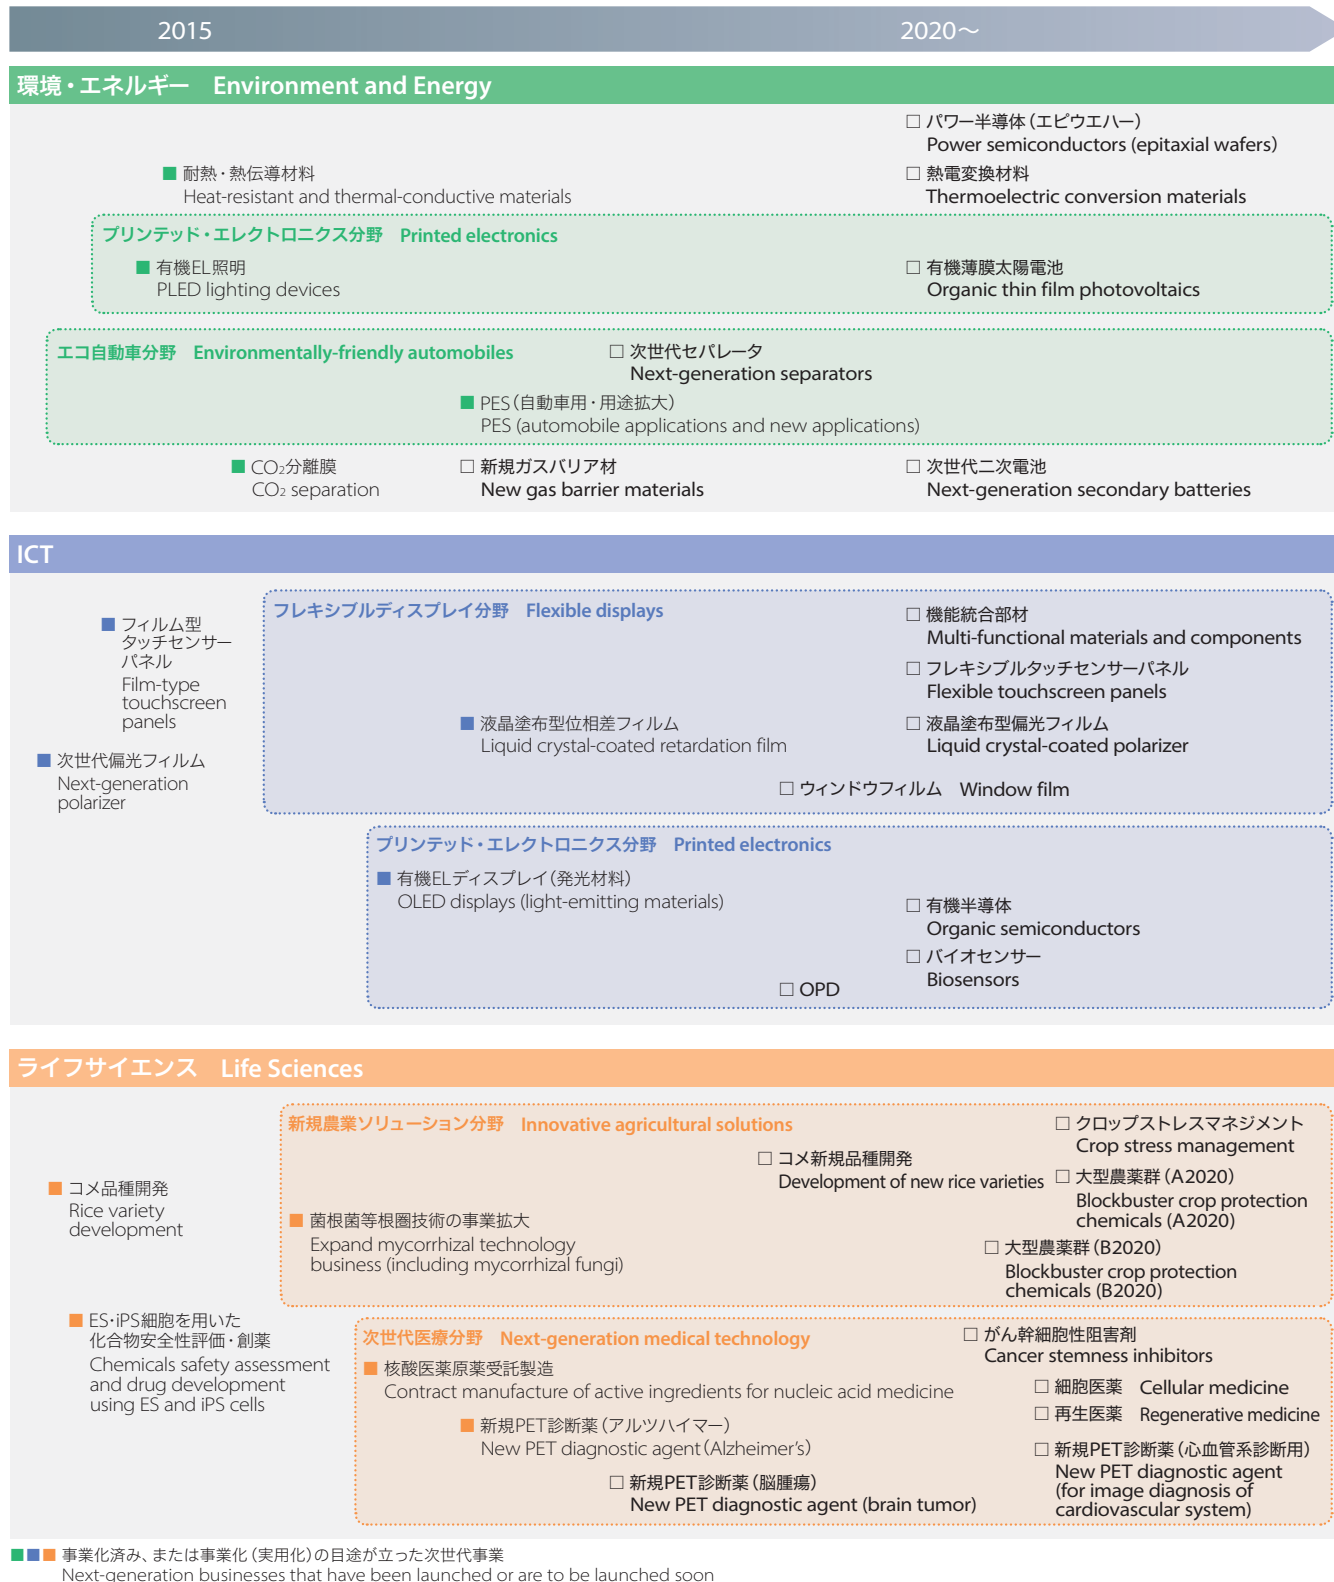 2015
2020～
環境・エネルギー Environment and Energy
□ パワー半導体（エピウエハー）
Power semiconductors (epitaxial wafers)
■ 耐熱・熱伝導材料
Heat-resistant and thermal-conductive materials
□ 熱電変換材料
Thermoelectric conversion materials
プリンテッド・エレクトロニクス分野 Printed electronics
■ 有機EL照明
PLED lighting devices
□ 有機薄膜太陽電池
Organic thin film photovoltaics
エコ自動車分野 Environmentally-friendly automobiles
□ 次世代セパレータ
Next-generation separators
■ PES（自動車用・用途拡大）
PES (automobile applications and new applications)
■ CO₂分離膜
CO₂ separation
□ 新規ガスバリア材
New gas barrier materials
□ 次世代二次電池
Next-generation secondary batteries
ICT
■ フィルム型
タッチセンサー
パネル
Film-type
touchscreen
panels
■ 次世代偏光フィルム
Next-generation
polarizer
フレキシブルディスプレイ分野 Flexible displays
□ 機能統合部材
Multi-functional materials and components
□ フレキシブルタッチセンサーパネル
Flexible touchscreen panels
■ 液晶塗布型位相差フィルム
Liquid crystal-coated retardation film
□ 液晶塗布型偏光フィルム
Liquid crystal-coated polarizer
□ ウィンドウフィルム Window film
プリンテッド・エレクトロニクス分野 Printed electronics
■ 有機ELディスプレイ（発光材料）
OLED displays (light-emitting materials)
□ 有機半導体
Organic semiconductors
□ バイオセンサー
Biosensors
□ OPD
ライフサイエンス Life Sciences
■ コメ品種開発
Rice variety
development
新規農業ソリューション分野 Innovative agricultural solutions
□ クロップストレスマネジメント
Crop stress management
□ コメ新規品種開発
Development of new rice varieties
□ 大型農薬群（A2020）
Blockbuster crop protection
chemicals (A2020)
■ 菌根菌等根圏技術の事業拡大
Expand mycorrhizal technology
business (including mycorrhizal fungi)
□ 大型農薬群（B2020）
Blockbuster crop protection
chemicals (B2020)
■ ES・iPS細胞を用いた
化合物安全性評価・創薬
Chemicals safety assessment
and drug development
using ES and iPS cells
次世代医療分野 Next-generation medical technology
□ がん幹細胞性阻害剤
Cancer stemness inhibitors
■ 核酸医薬原薬受託製造
Contract manufacture of active ingredients for nucleic acid medicine
□ 細胞医薬 Cellular medicine
□ 再生医薬 Regenerative medicine
■ 新規PET診断薬（アルツハイマー）
New PET diagnostic agent (Alzheimer's)
□ 新規PET診断薬（心血管系診断用）
New PET diagnostic agent
(for image diagnosis of
cardiovascular system)
□ 新規PET診断薬（脳腫瘍）
New PET diagnostic agent (brain tumor)
■■■ 事業化済み、または事業化（実用化）の目途が立った次世代事業
Next-generation businesses that have been launched or are to be launched soon